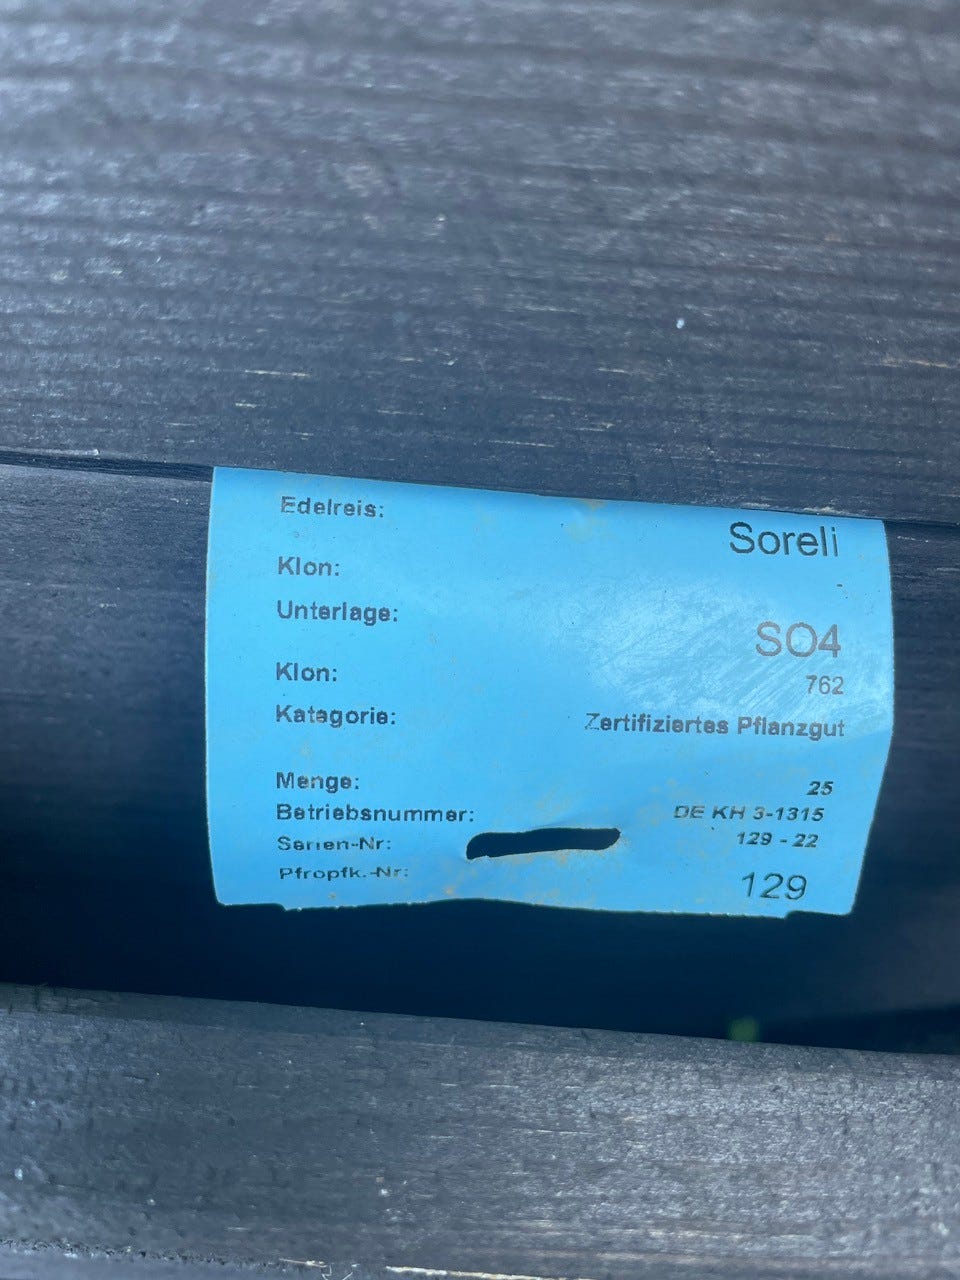 Edelreis: Soreli
Klon: -
Unterlage: SO4
Klon: 762
Kategorie: Zertifiziertes Pflanzgut
Menge: 25
Betriebsnummer: DE KH 3-1315
Serien-Nr: 129 - 22
Pfropfk.-Nr: 129